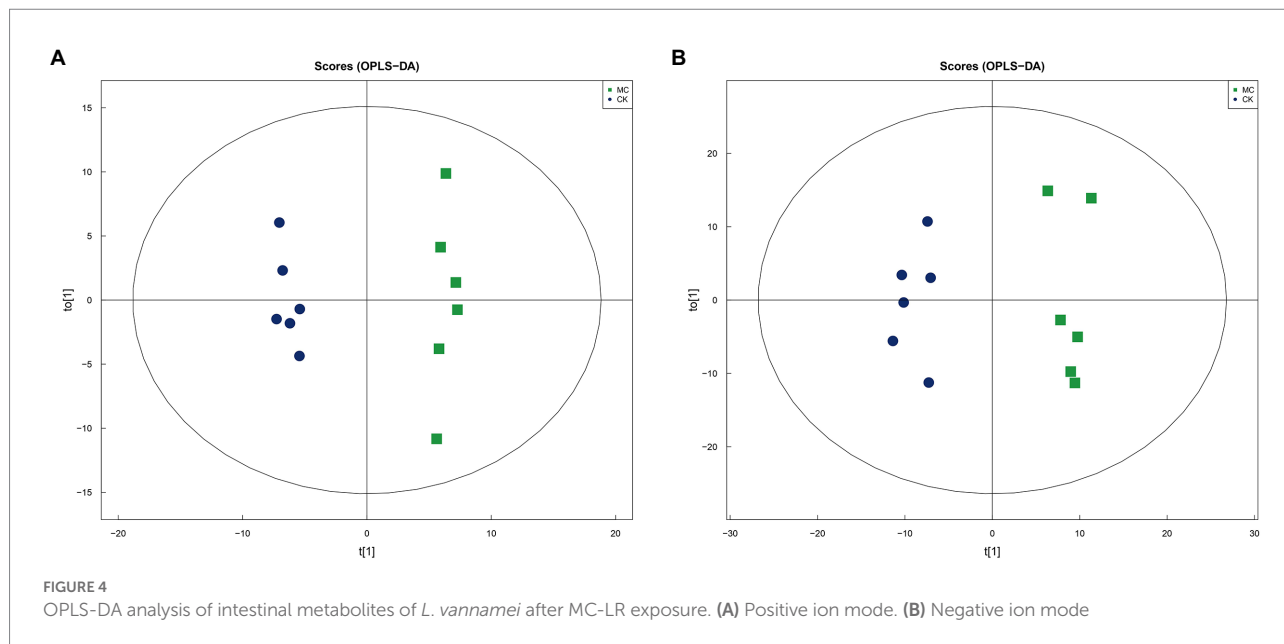 A
Scores (OPLS−DA)
MC
CK
15
10
5
0
−5
−10
−15
to[1]
−20
−10
0
10
20
t[1]
B
Scores (OPLS−DA)
MC
CK
20
10
0
−10
−20
to[1]
−30
−20
−10
0
10
20
30
t[1]
FIGURE 4
OPLS-DA analysis of intestinal metabolites of L. vannamei after MC-LR exposure. (A) Positive ion mode. (B) Negative ion mode